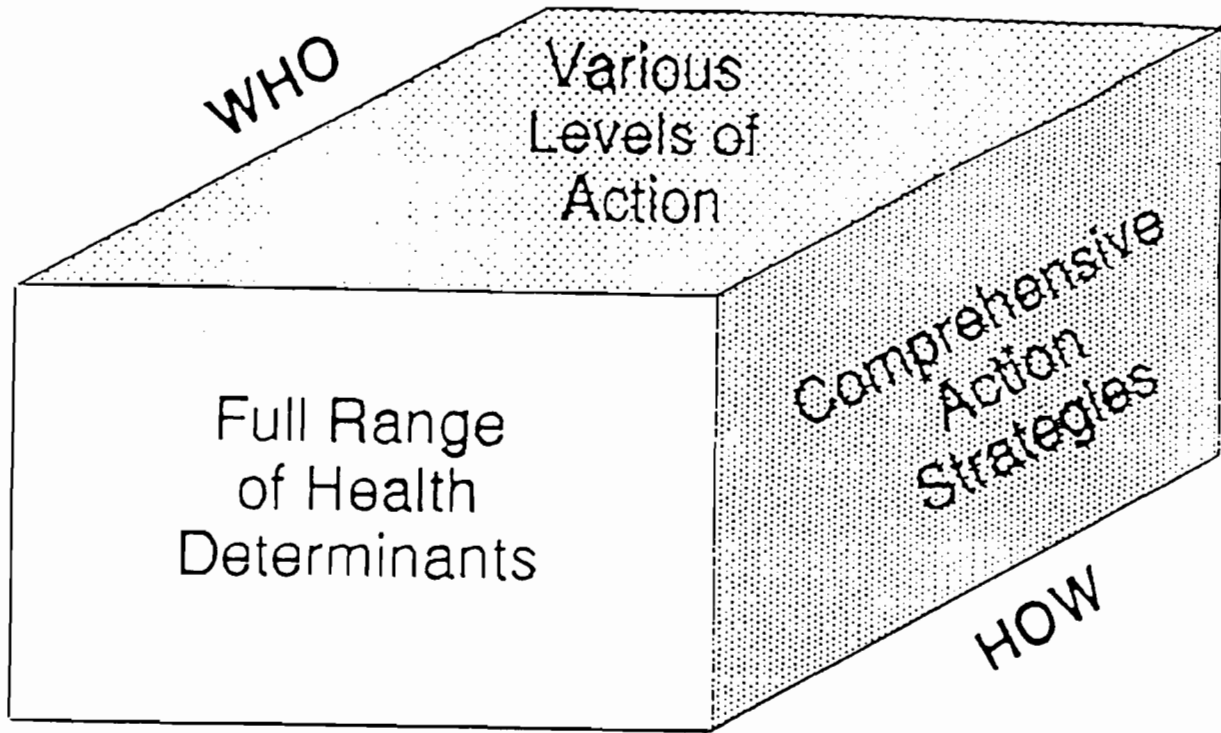 WHO
Various
Levels of
Action
Full Range
of Health
Determinants
Comprehensive
Action
Strategies
HOW